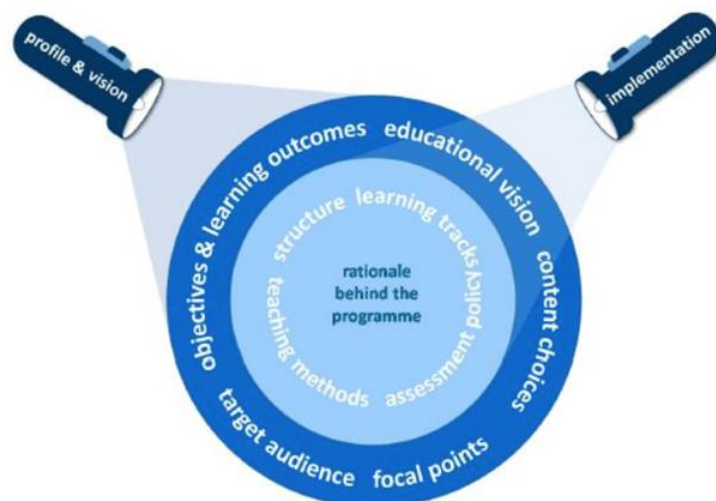 profile & vision
implementation
objectives & learning outcomes
educational vision
content choices
focal points
target audience
structure
learning tracks
assessment policy
teaching methods
rationale
behind the
programme